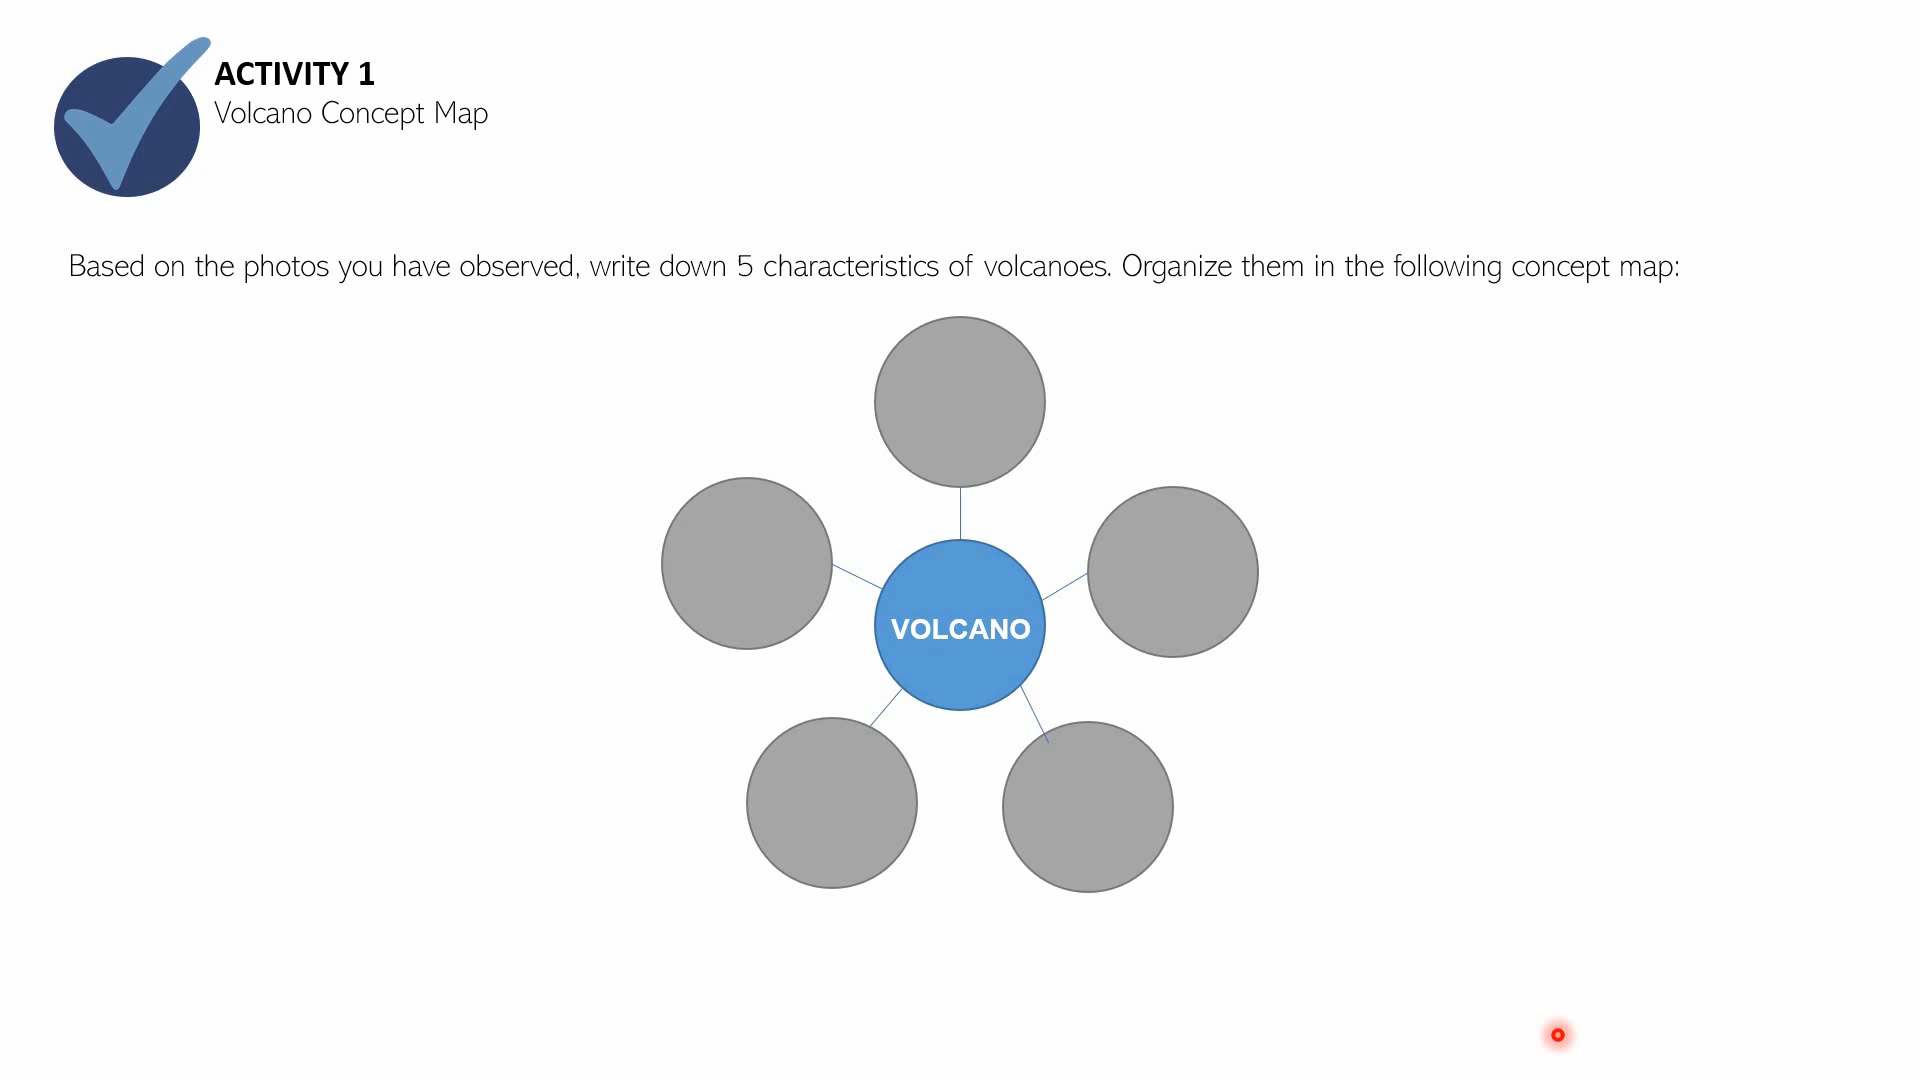 ACTIVITY 1
Volcano Concept Map
Based on the photos you have observed, write down 5 characteristics of volcanoes. Organize them in the following concept map:
VOLCANO